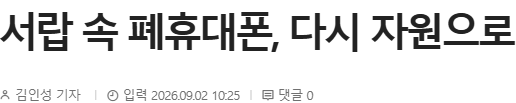 서랍 속 폐휴대폰, 다시 자원으로
김인성 기자 | 입력 2026.09.02 10:25 | 댓글 0